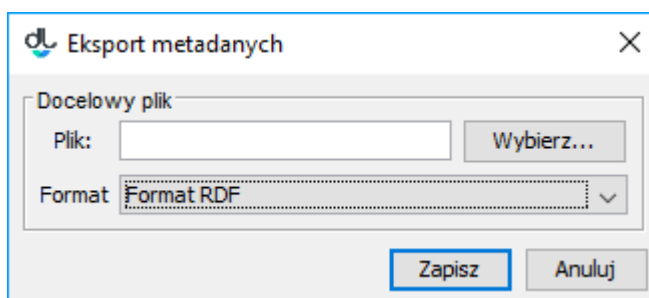 Eksport metadanych
Docelowy plik
Plik: Wybierz...
Format Format RDF
Zapisz Anuluj